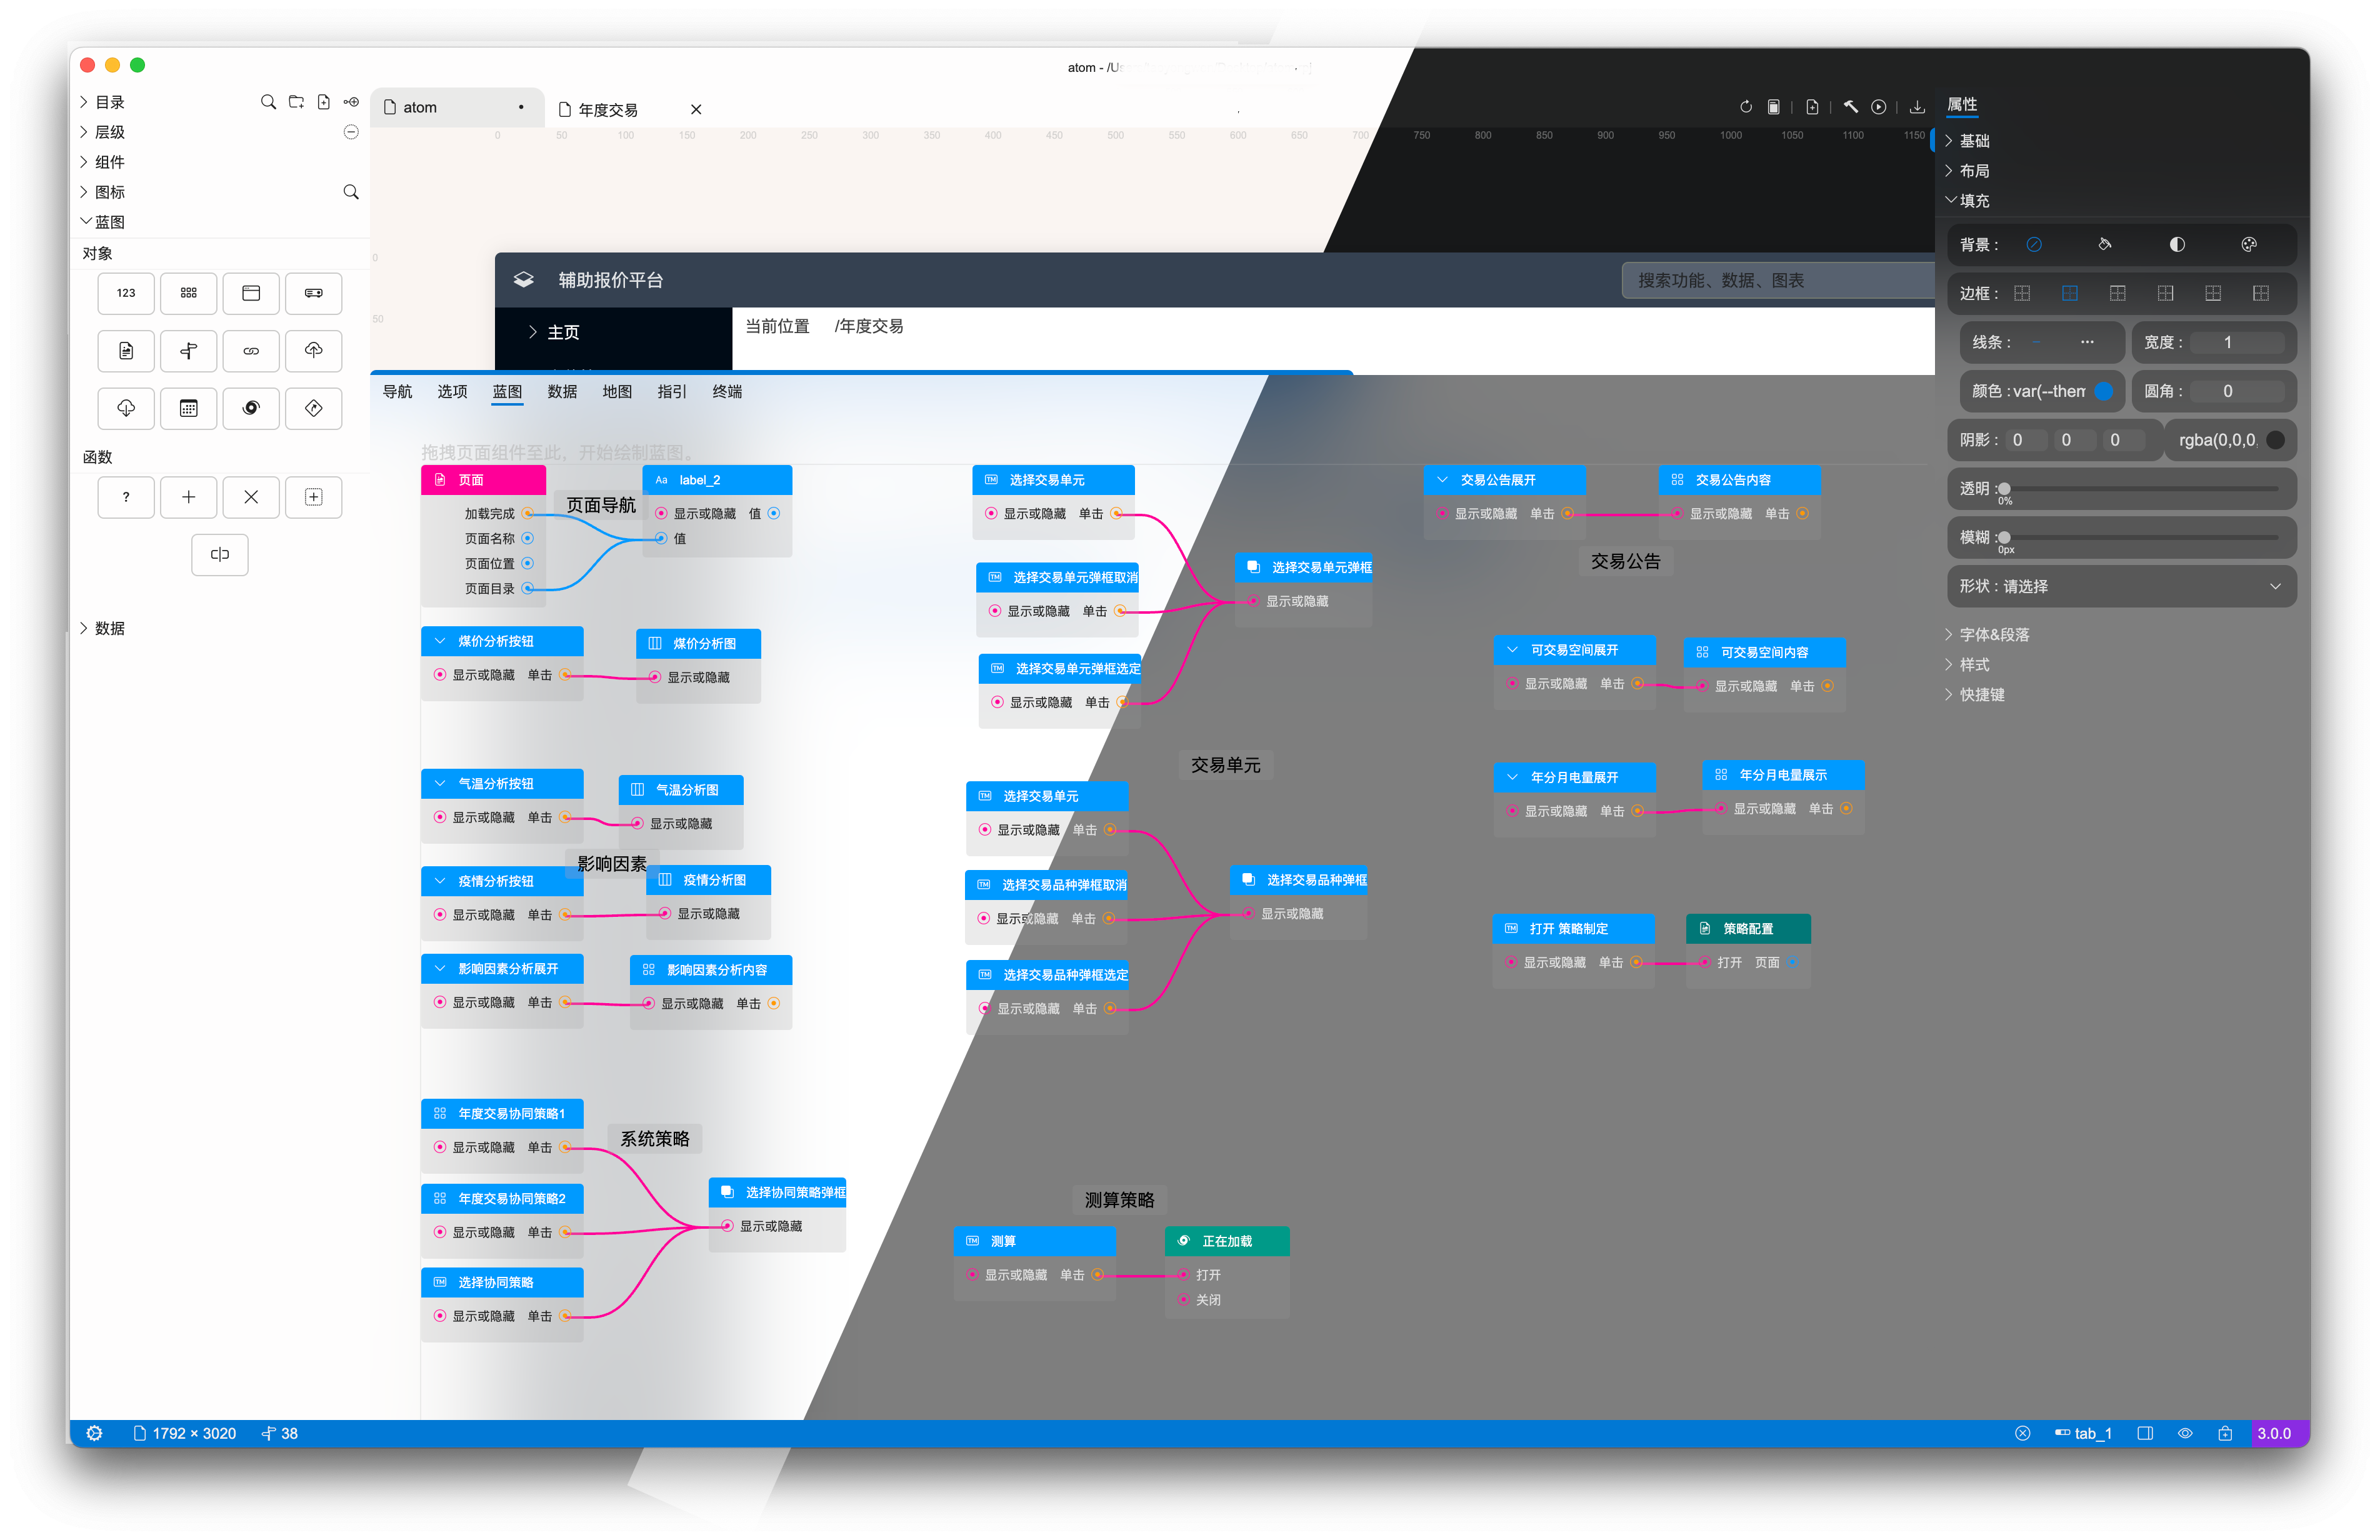 atom - /Us
目录
层级
组件
图标
蓝图
对象
123
函数
?
数据
atom
年度交易
0 50 100 150 200 250 300 350 400 450 500 550 600 650 700 750 800 850 900 950 1000 1050 1100 1150
0
50
辅助报价平台
搜索功能、数据、图表
主页
当前位置 /年度交易
导航 选项 蓝图 数据 地图 指引 终端
拖拽页面组件至此，开始绘制蓝图。
页面
加载完成
页面名称
页面位置
页面目录
页面导航
Aa label_2
显示或隐藏 值
值
煤价分析按钮
显示或隐藏 单击
煤价分析图
显示或隐藏
气温分析按钮
显示或隐藏 单击
气温分析图
显示或隐藏
影响因素
疫情分析按钮
显示或隐藏 单击
疫情分析图
显示或隐藏
影响因素分析展开
显示或隐藏 单击
影响因素分析内容
显示或隐藏 单击
年度交易协同策略1
显示或隐藏 单击
系统策略
年度交易协同策略2
显示或隐藏 单击
选择协同策略弹框
显示或隐藏
TM 选择协同策略
显示或隐藏 单击
TM 选择交易单元
显示或隐藏 单击
TM 选择交易单元弹框取消
显示或隐藏 单击
选择交易单元弹框
显示或隐藏
TM 选择交易单元弹框选定
显示或隐藏 单击
交易单元
TM 选择交易单元
显示或隐藏 单击
TM 选择交易品种弹框取消
显示或隐藏 单击
选择交易品种弹框
显示或隐藏
TM 选择交易品种弹框选定
显示或隐藏 单击
测算策略
TM 测算
显示或隐藏 单击
正在加载
打开
关闭
交易公告展开
显示或隐藏 单击
交易公告内容
显示或隐藏 单击
交易公告
可交易空间展开
显示或隐藏 单击
可交易空间内容
显示或隐藏 单击
年分月电量展开
显示或隐藏 单击
年分月电量展示
显示或隐藏 单击
TM 打开 策略制定
显示或隐藏 单击
策略配置
打开 页面
属性
基础
布局
填充
背景 :
边框 :
线条 :
宽度 : 1
颜色 : var(--them
圆角 : 0
阴影 : 0 0 0 rgba(0,0,0,
透明 :
0%
模糊 :
0px
形状 : 请选择
字体&段落
样式
快捷键
1792 × 3020
38
tab_1
3.0.0